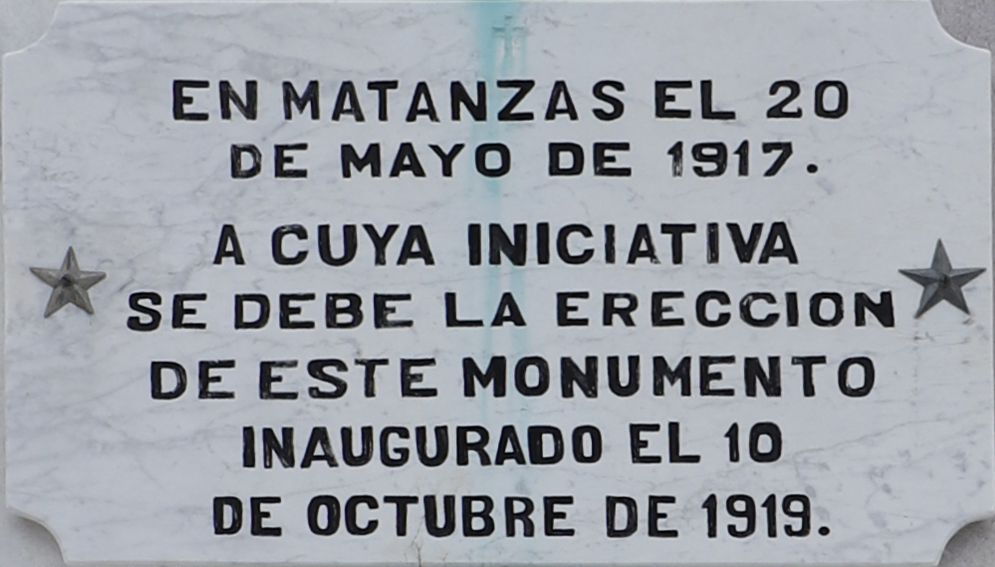 EN MATANZAS EL 20
DE MAYO DE 1917.
A CUYA INICIATIVA
SE DEBE LA ERECCION
DE ESTE MONUMENTO
INAUGURADO EL 10
DE OCTUBRE DE 1919.